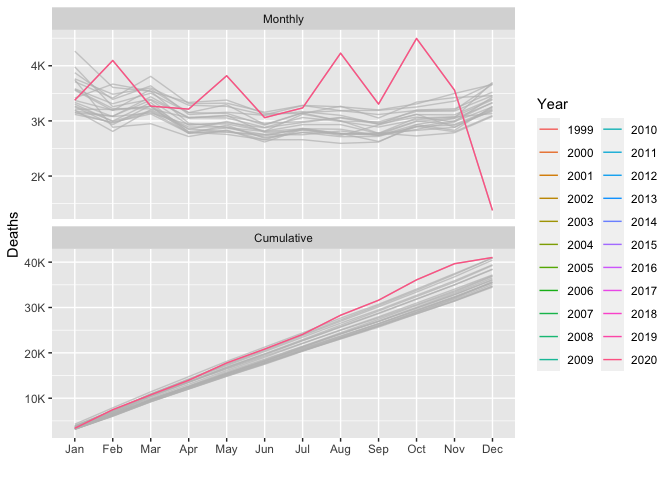 Monthly
4K
3K
2K
Deaths
Cumulative
40K
30K
20K
10K
Jan Feb Mar Apr May Jun Jul Aug Sep Oct Nov Dec
Year
1999 2010
2000 2011
2001 2012
2002 2013
2003 2014
2004 2015
2005 2016
2006 2017
2007 2018
2008 2019
2009 2020